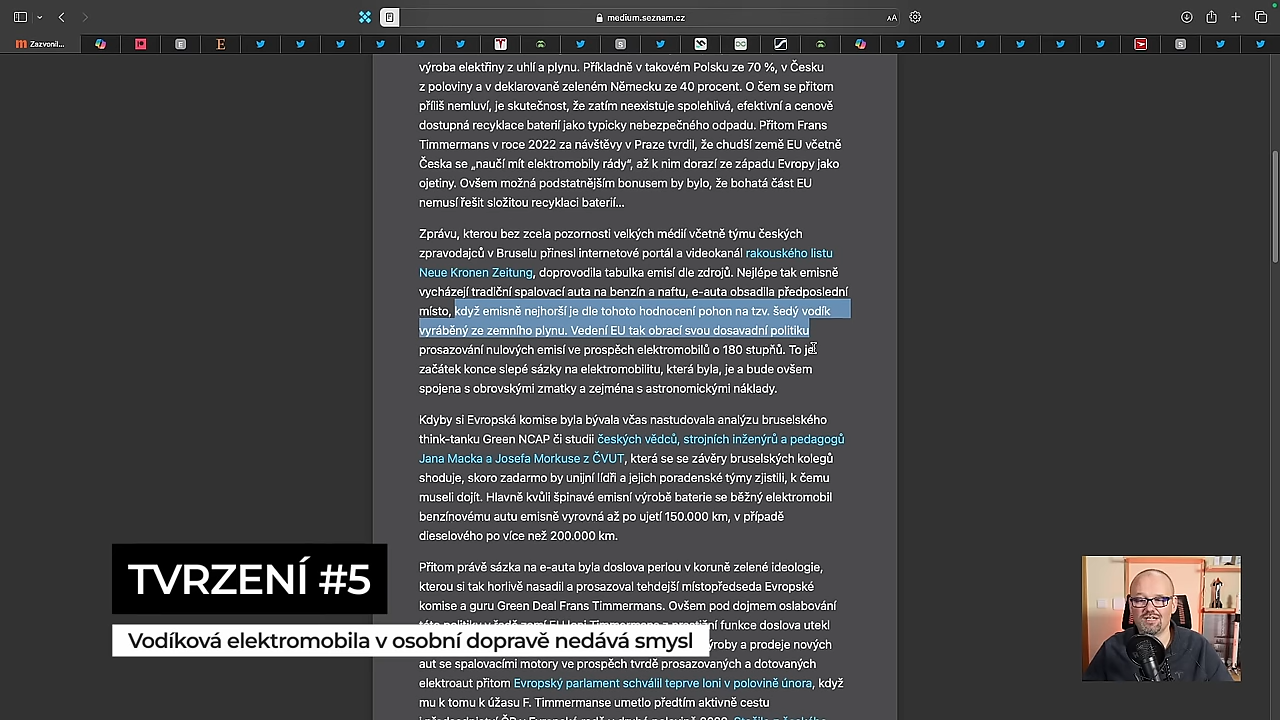 medium.seznam.cz
Zazvonil...
výroba elektřiny z uhlí a plynu. Příkladně v takovém Polsku ze 70 %, v Česku
z poloviny a v deklarovaně zeleném Německu ze 40 procent. O čem se přitom
příliš nemluví, je skutečnost, že zatím neexistuje spolehlivá, efektivní a cenově
dostupná recyklace baterií jako typicky nebezpečného odpadu. Přitom Frans
Timmermans v roce 2022 za návštěvy v Praze tvrdil, že chudší země EU včetně
Česka se „naučí mít elektromobily rády“, až k nim dorazí ze západu Evropy jako
ojetiny. Ovšem možná podstatnějším bonusem by bylo, že bohatá část EU
nemusí řešit složitou recyklaci baterií...
Zprávu, kterou bez zcela pozornosti velkých médií včetně týmu českých
zpravodajců v Bruselu přinesl internetové portál a videokanál rakouského listu
Neue Kronen Zeitung, doprovodila tabulka emisí dle zdrojů. Nejlépe tak emisně
vycházejí tradiční spalovací auta na benzín a naftu, e-auta obsadila předposlední
místo, když emisně nejhorší je dle tohoto hodnocení pohon na tzv. šedý vodík
vyráběný ze zemního plynu. Vedení EU tak obrací svou dosavadní politiku
prosazování nulových emisí ve prospěch elektromobilů o 180 stupňů. To je
začátek konce slepé sázky na elektromobilitu, která byla, je a bude ovšem
spojena s obrovskými zmatky a zejména s astronomickými náklady.
Kdyby si Evropská komise byla bývala včas nastudovala analýzu bruselského
think-tanku Green NCAP či studii českých vědců, strojních inženýrů a pedagogů
Jana Macka a Josefa Morkuse z ČVUT, která se se závěry bruselských kolegů
shoduje, skoro zadarmo by unijní lídři a jejich poradenské týmy zjistili, k čemu
museli dojít. Hlavně kvůli špinavé emisní výrobě baterie se běžný elektromobil
benzínovému autu emisně vyrovná až po ujetí 150.000 km, v případě
dieselového po více než 200.000 km.
Přitom právě sázka na e-auta byla doslova perlou v koruně zelené ideologie,
kterou si tak horlivě nasadil a prosazoval tehdejší místopředseda Evropské
komise a guru Green Deal Frans Timmermans. Ovšem pod dojmem oslabování
funkce doslova utekl
výroby a prodeje nových
aut se spalovacími motory ve prospěch tvrdě prosazovaných a dotovaných
elektroaut přitom Evropský parlament schválil teprve loni v polovině února, když
mu k tomu k úžasu F. Timmermanse umetlo předtím aktivně cestu
TVRZENÍ #5
Vodíková elektromobila v osobní dopravě nedává smysl